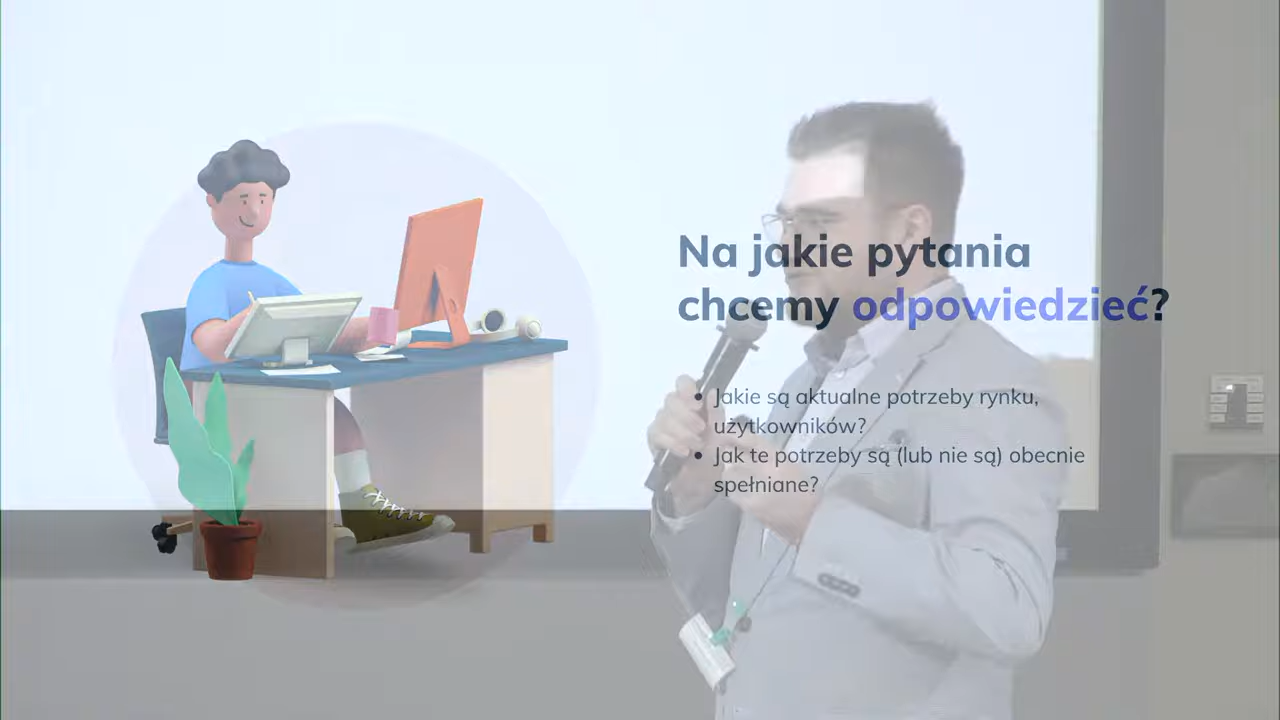 Na jakie pytania
chcemy odpowiedzieć?
• Jakie są aktualne potrzeby rynku,
użytkowników?
• Jak te potrzeby są (lub nie są) obecnie
spełniane?